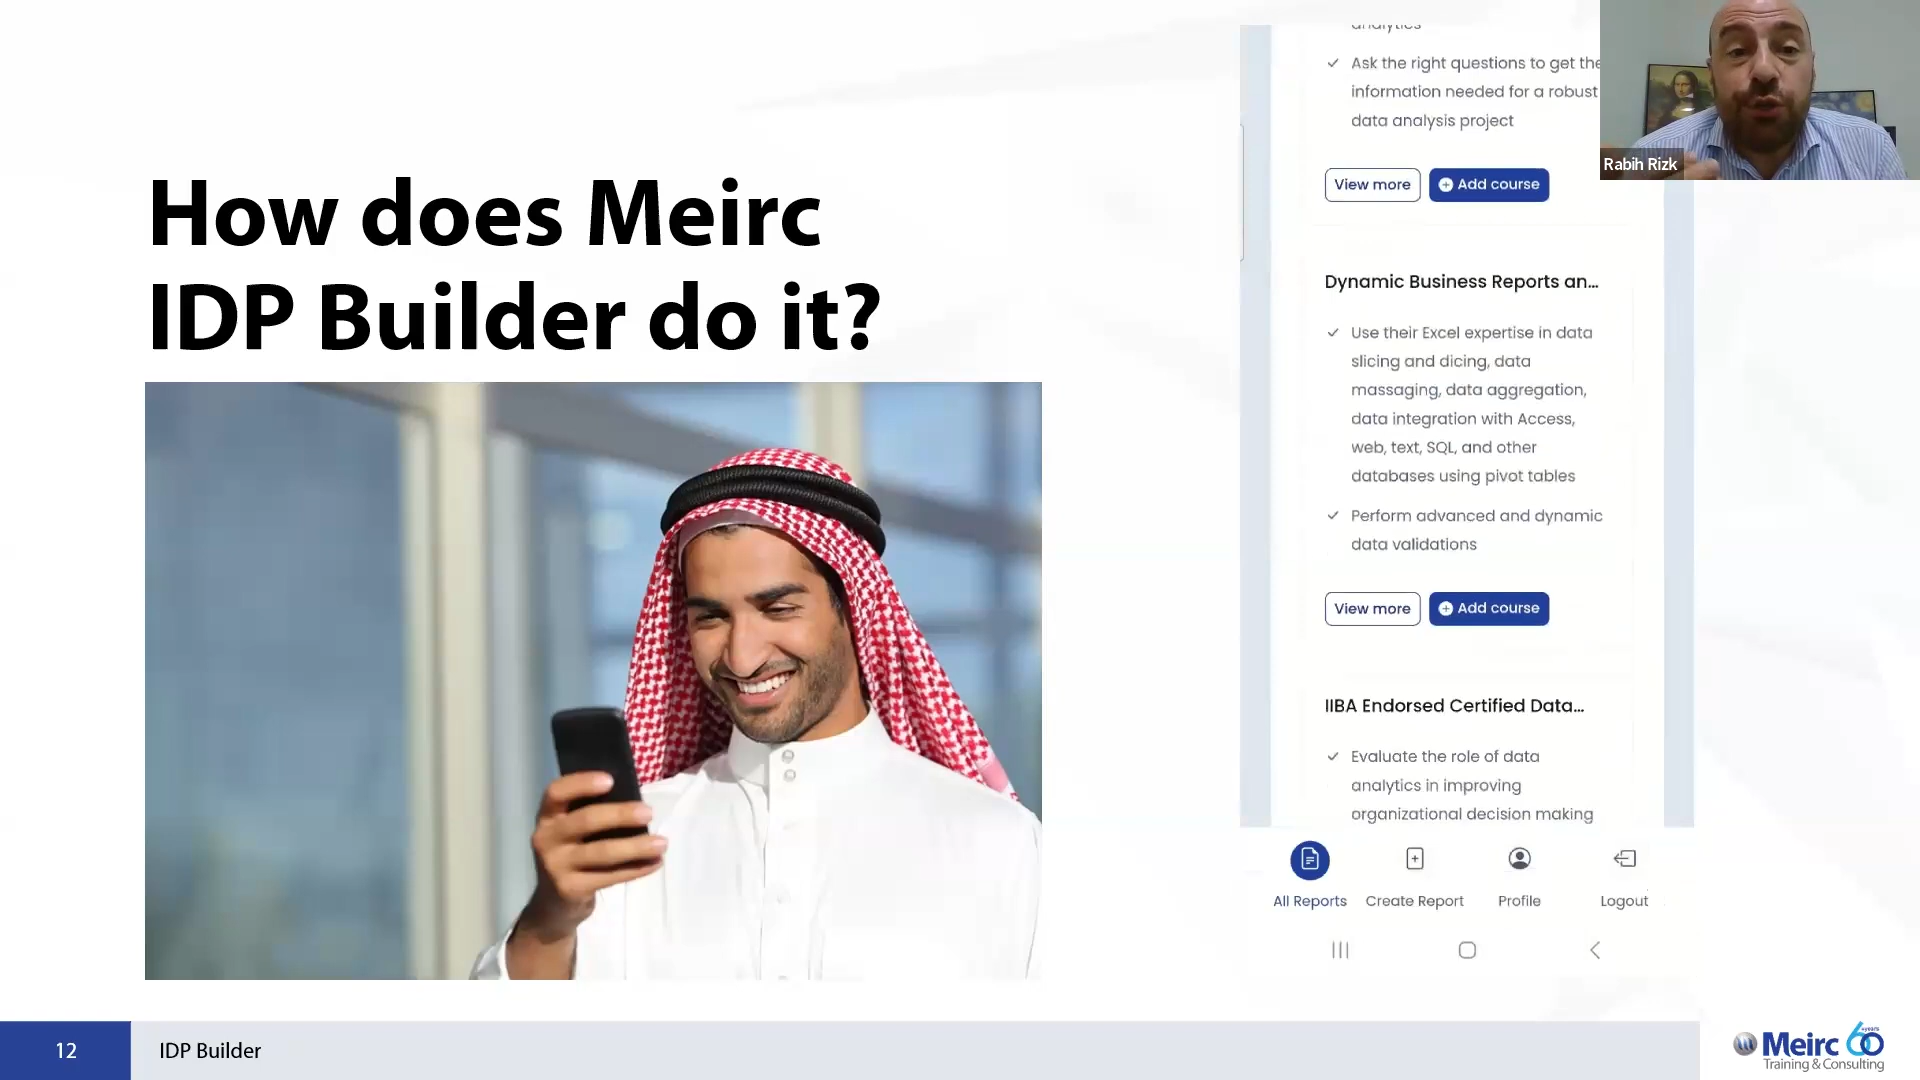 How does Meirc
IDP Builder do it?
analytics
Ask the right questions to get the
information needed for a robust
data analysis project
View more
Add course
Dynamic Business Reports an...
Use their Excel expertise in data
slicing and dicing, data
massaging, data aggregation,
data integration with Access,
web, text, SQL, and other
databases using pivot tables
Perform advanced and dynamic
data validations
View more
Add course
IIBA Endorsed Certified Data...
Evaluate the role of data
analytics in improving
organizational decision making
All Reports
Create Report
Profile
Logout
Rabih Rizk
12
IDP Builder
Meirc 60 years
Training & Consulting